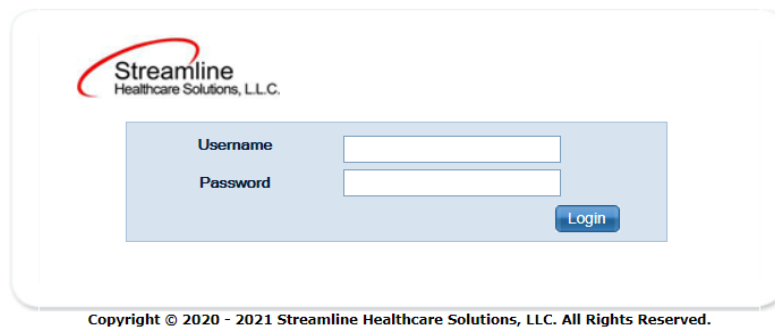 Streamline
Healthcare Solutions, L.L.C.
Username
Password
Login
Copyright © 2020 - 2021 Streamline Healthcare Solutions, LLC. All Rights Reserved.